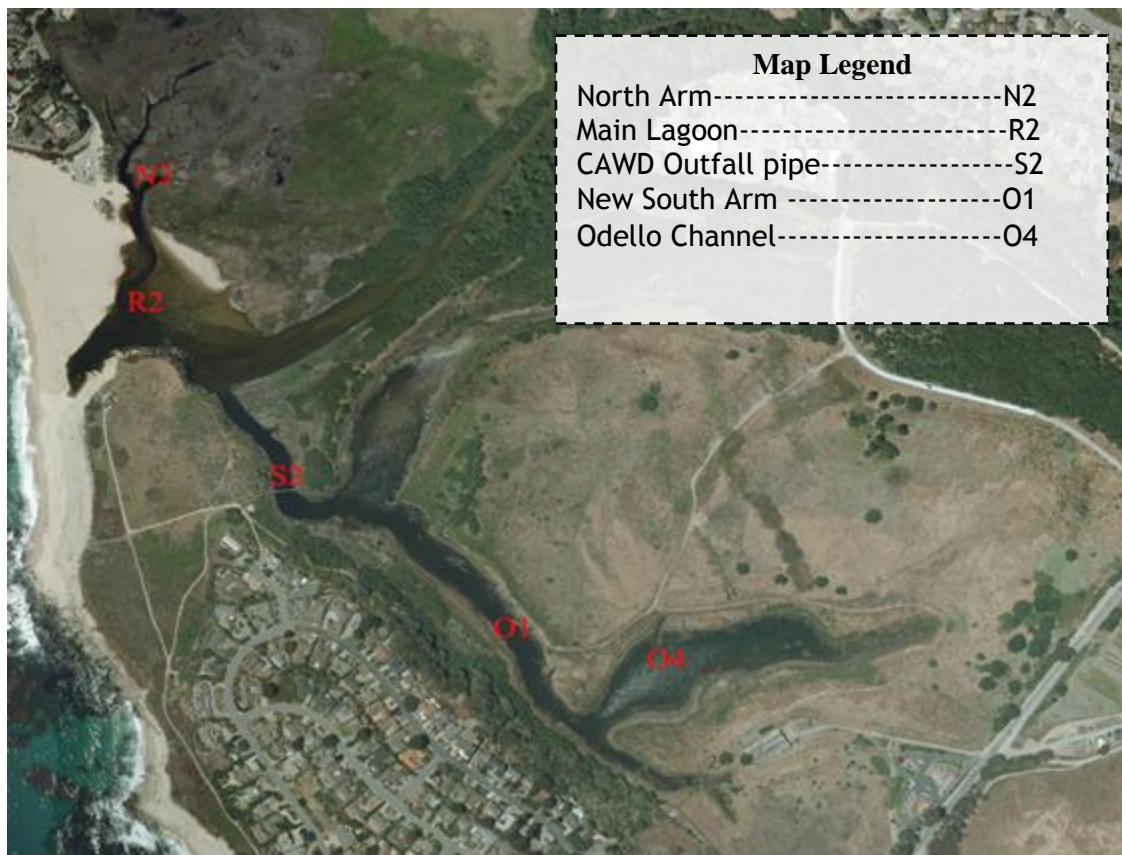 Map Legend
North Arm--------------------------N2
Main Lagoon------------------------R2
CAWD Outfall pipe-----------------S2
New South Arm --------------------O1
Odello Channel---------------------O4
N2
R2
S2
O1
O4